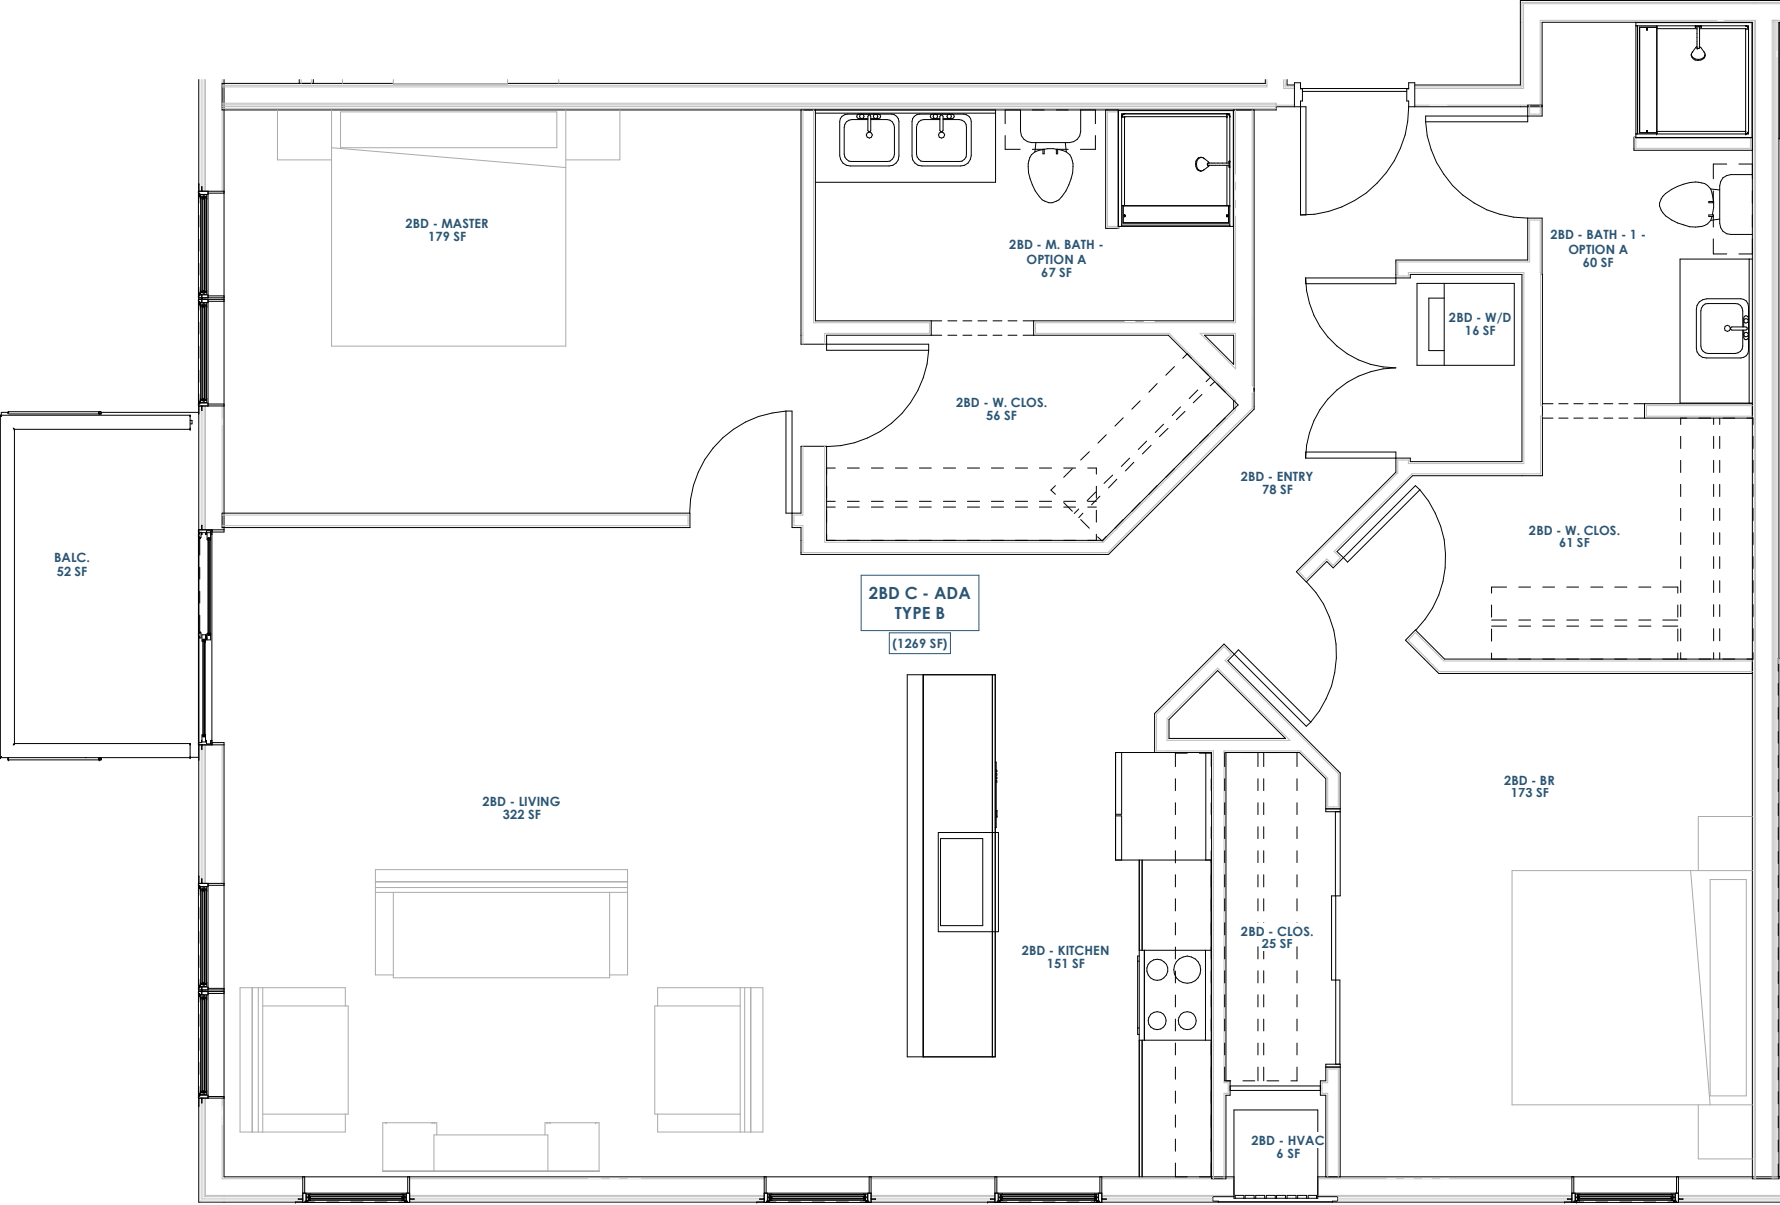 2BD - MASTER
179 SF
2BD - M. BATH -
OPTION A
67 SF
2BD - BATH - 1 -
OPTION A
60 SF
2BD - W/D
16 SF
2BD - W. CLOS.
56 SF
2BD - ENTRY
78 SF
2BD - W. CLOS.
61 SF
BALC.
52 SF
2BD C - ADA
TYPE B
(1269 SF)
2BD - LIVING
322 SF
2BD - BR
173 SF
2BD - KITCHEN
151 SF
2BD - CLOS.
25 SF
2BD - HVAC
6 SF